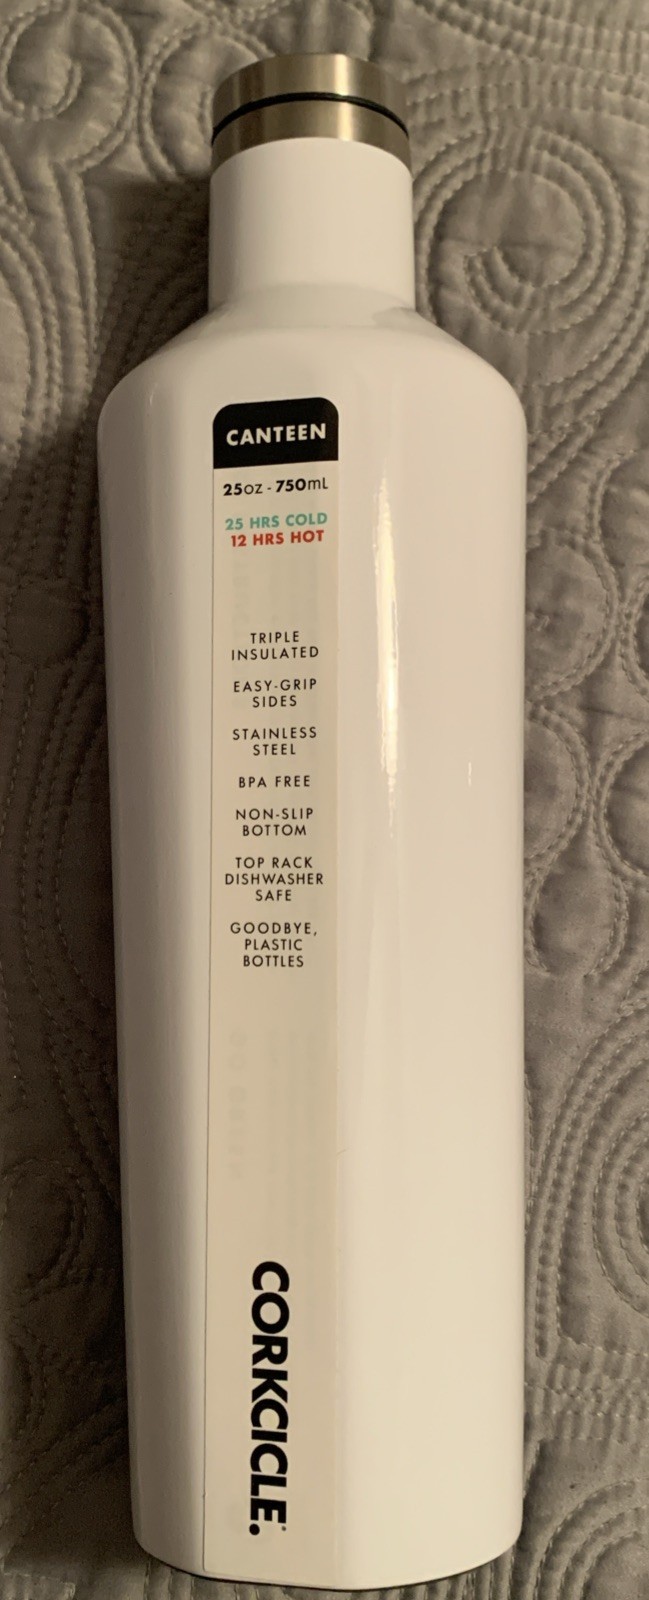 CANTEEN
25oz - 750mL
25 HRS COLD
12 HRS HOT
TRIPLE
INSULATED
EASY-GRIP
SIDES
STAINLESS
STEEL
BPA FREE
NON-SLIP
BOTTOM
TOP RACK
DISHWASHER
SAFE
GOODBYE,
PLASTIC
BOTTLES
CORKCICLE.